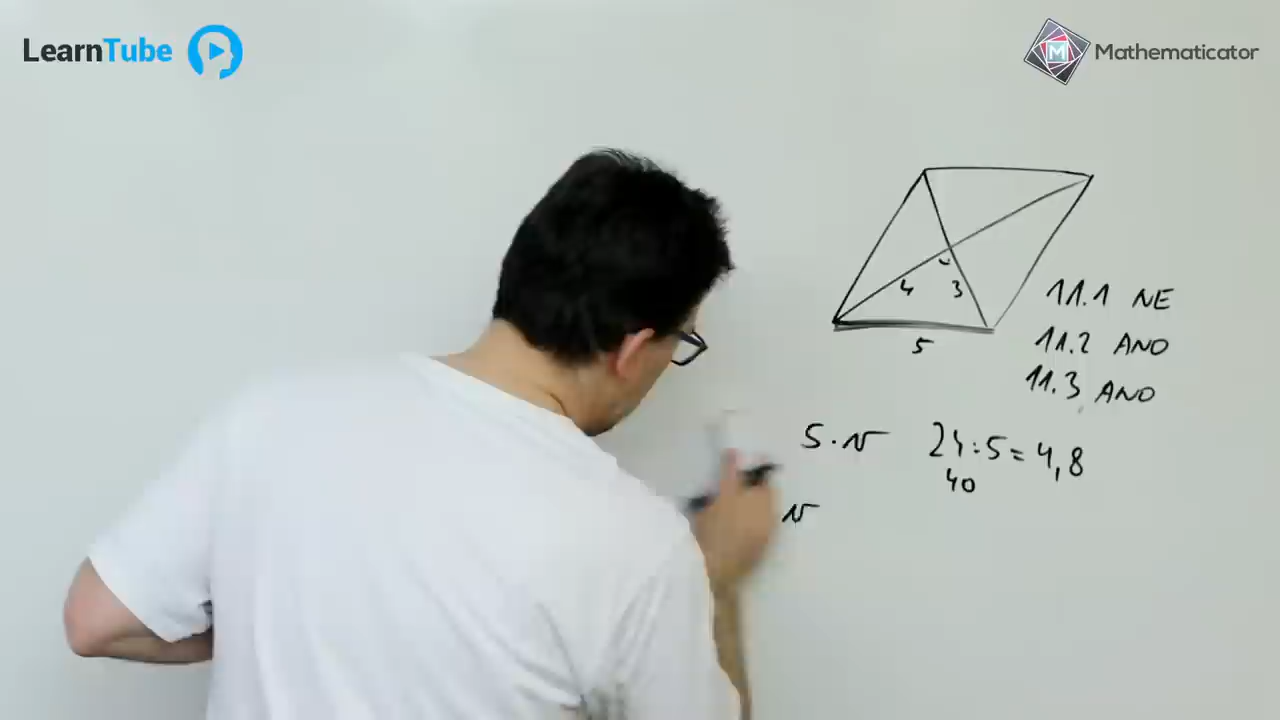 LearnTube
M Mathematicator
4 3
5
11.1 NE
11.2 ANO
11.3 ANO
5·v 24:5=4,8
40
v